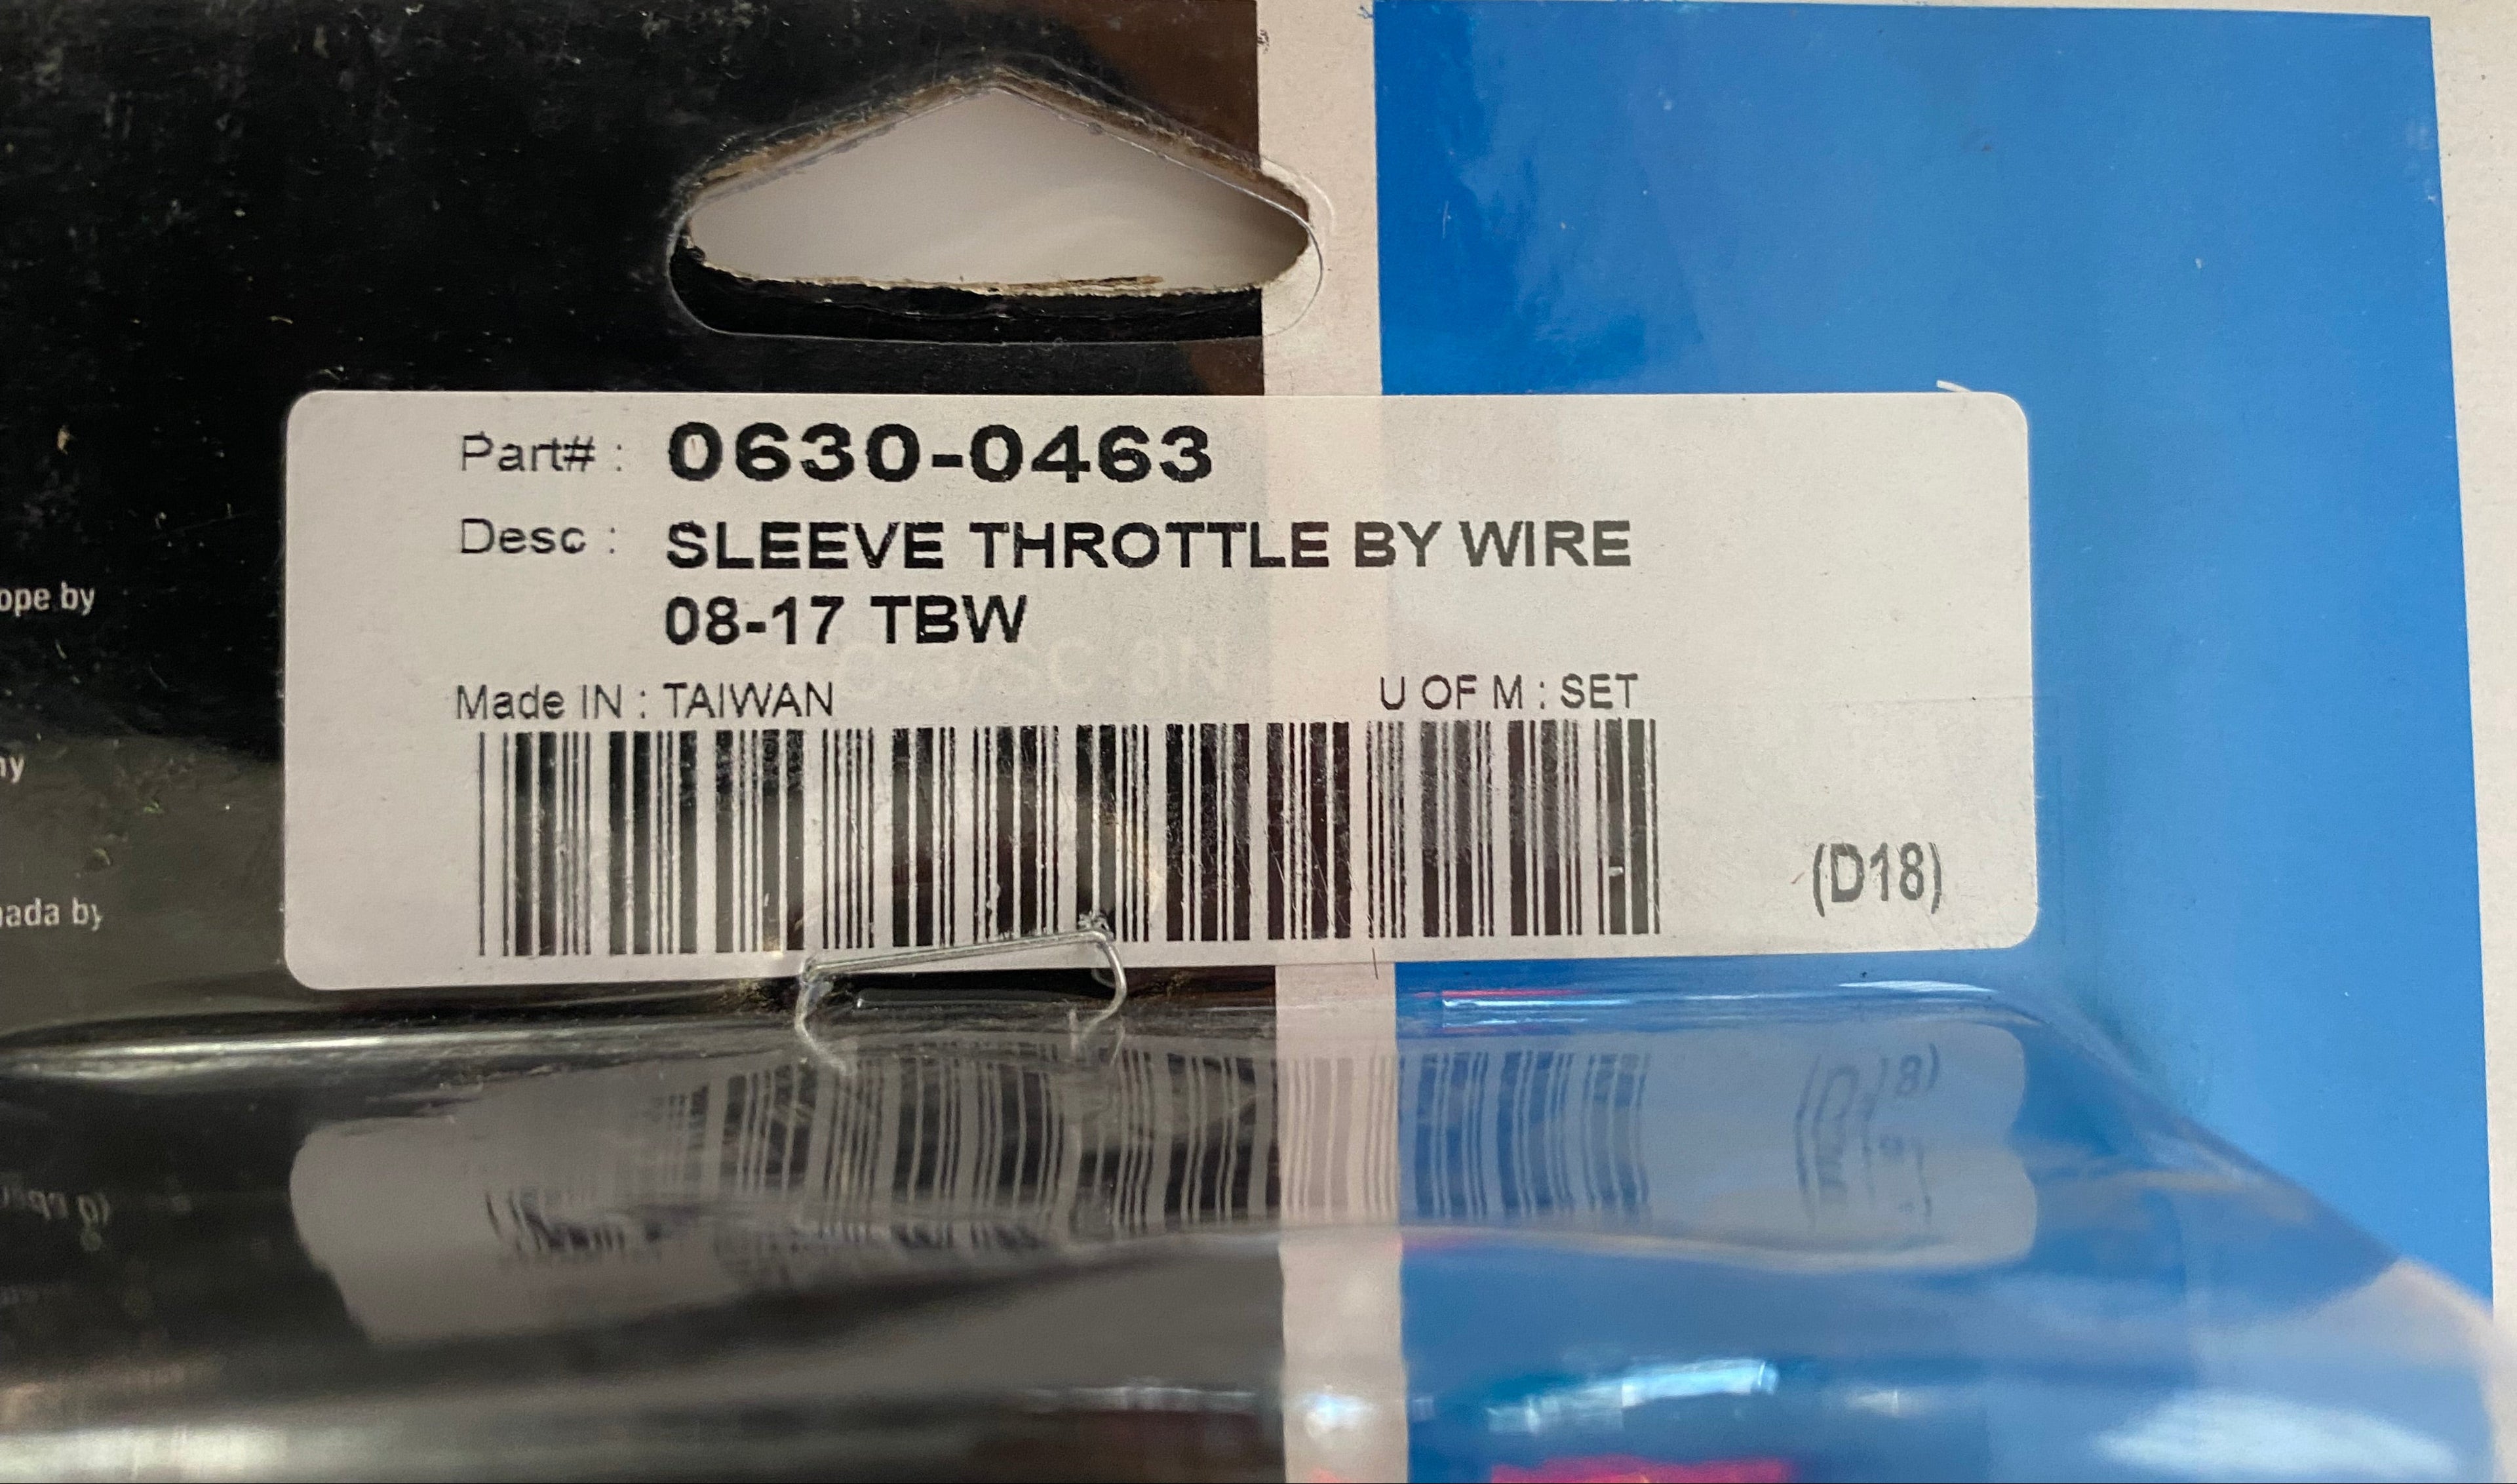 Part# : 0630-0463
Desc : SLEEVE THROTTLE BY WIRE
08-17 TBW
Made IN : TAIWAN U OF M : SET
(D18)
ope by
ny
nada by